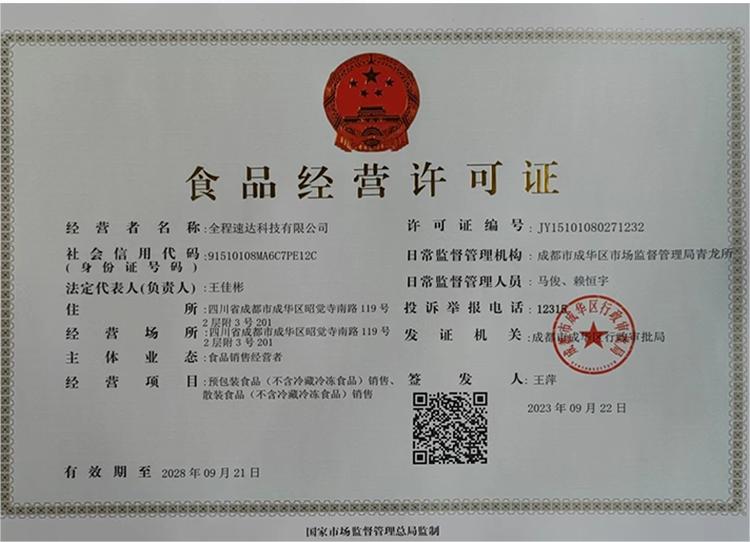 食品经营许可证
经营者名称:全程速达科技有限公司
社会信用代码:91510108MA6C7PE12C
(身份证号码)
法定代表人(负责人):王佳彬
住所:四川省成都市成华区昭觉寺南路119号
2层附3号201
经营场所:四川省成都市成华区昭觉寺南路119号
2层附3号201
主体业态:食品销售经营者
经营项目:预包装食品(不含冷藏冷冻食品)销售、
散装食品(不含冷藏冷冻食品)销售
许可证编号:JY15101080271232
日常监督管理机构:成都市成华区市场监督管理局青龙所
日常监督管理人员:马俊、赖恒宇
投诉举报电话:12315
发证机关:成都市成华区行政审批局
成都市成华区行政审批局
签发人:王萍
2023年09月22日
有效期至 2028年09月21日
国家市场监督管理总局监制